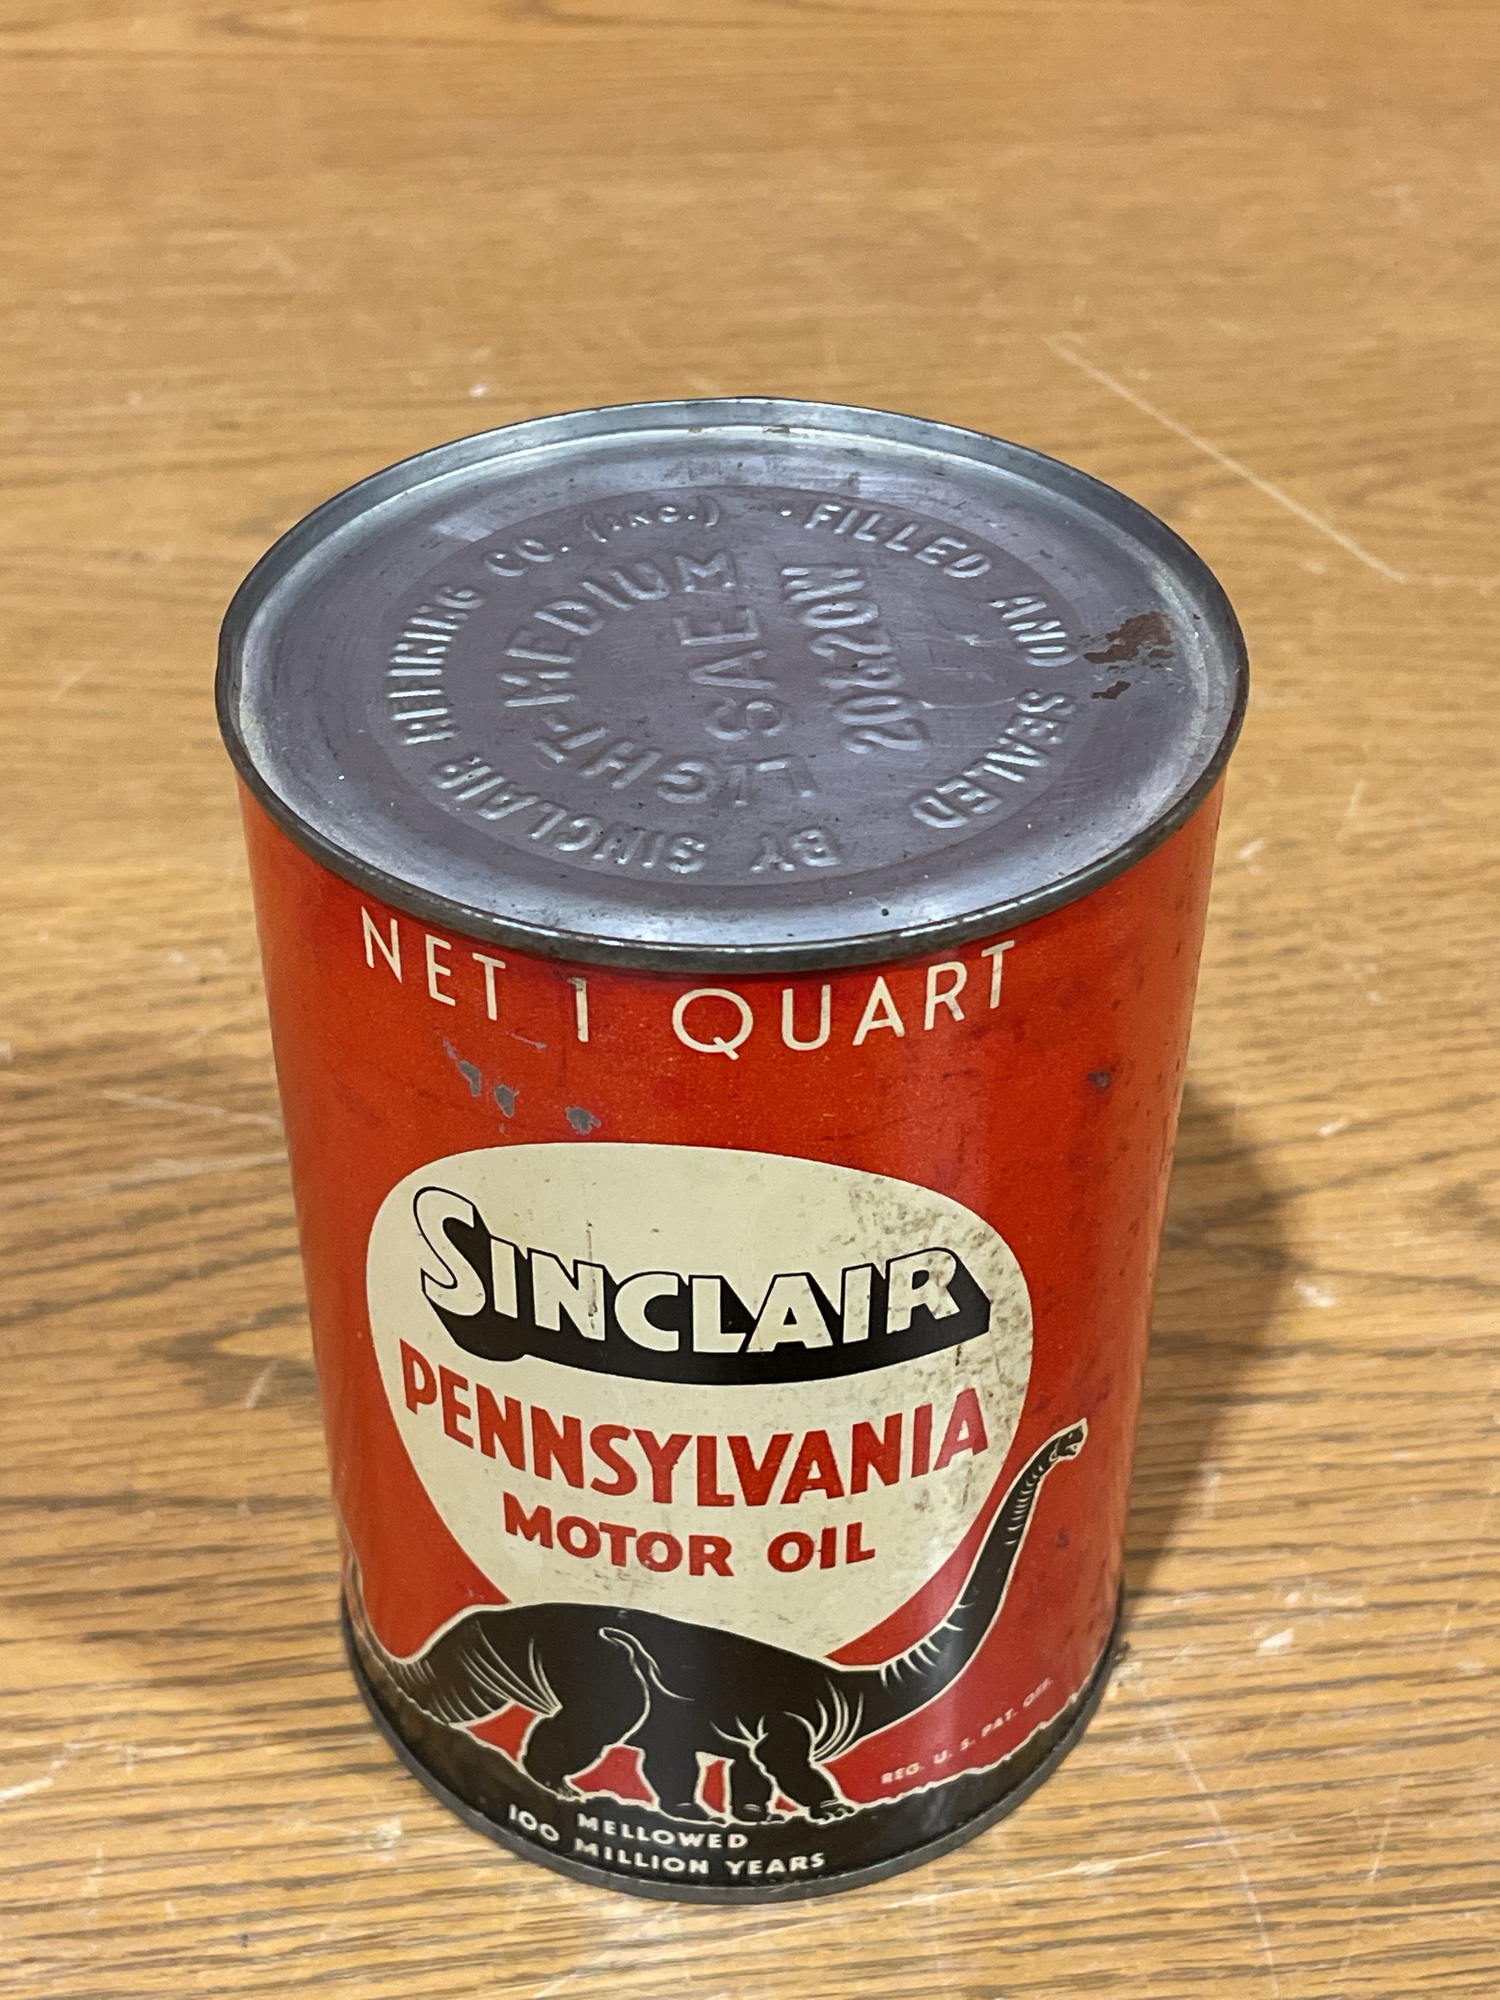 • FILLED AND SEALED BY SINCLAIR REFINING CO. (INC.)
LIGHT-MEDIUM
SAE
20 20W
NET 1 QUART
SINCLAIR
PENNSYLVANIA
MOTOR OIL
REG. U. S. PAT. OFF.
MELLOWED
100 MILLION YEARS